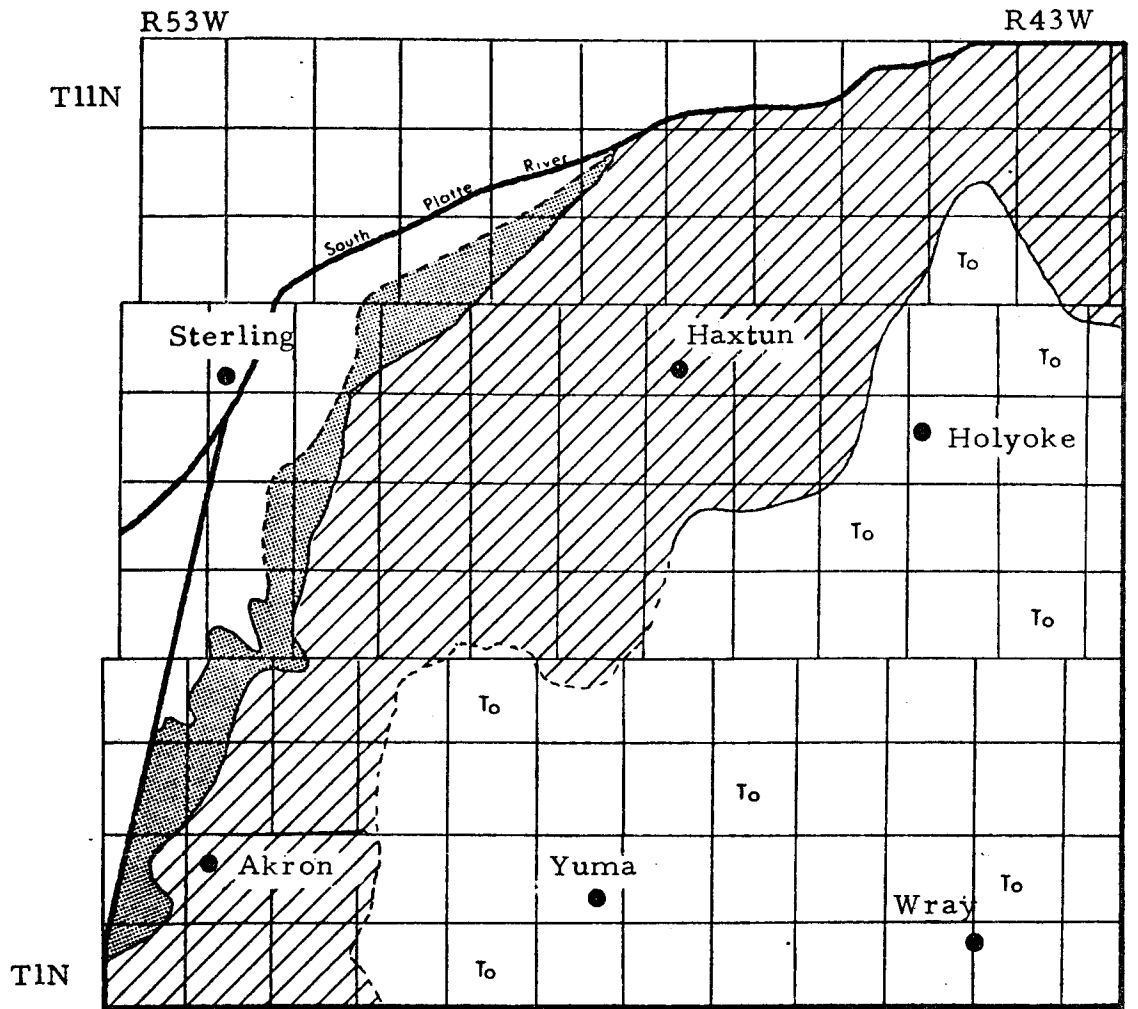 R53W
R43W
T11N
South Platte River
To
Sterling
Haxtun
To
Holyoke
To
To
To
To
Akron
Yuma
To
Wray
T1N
To